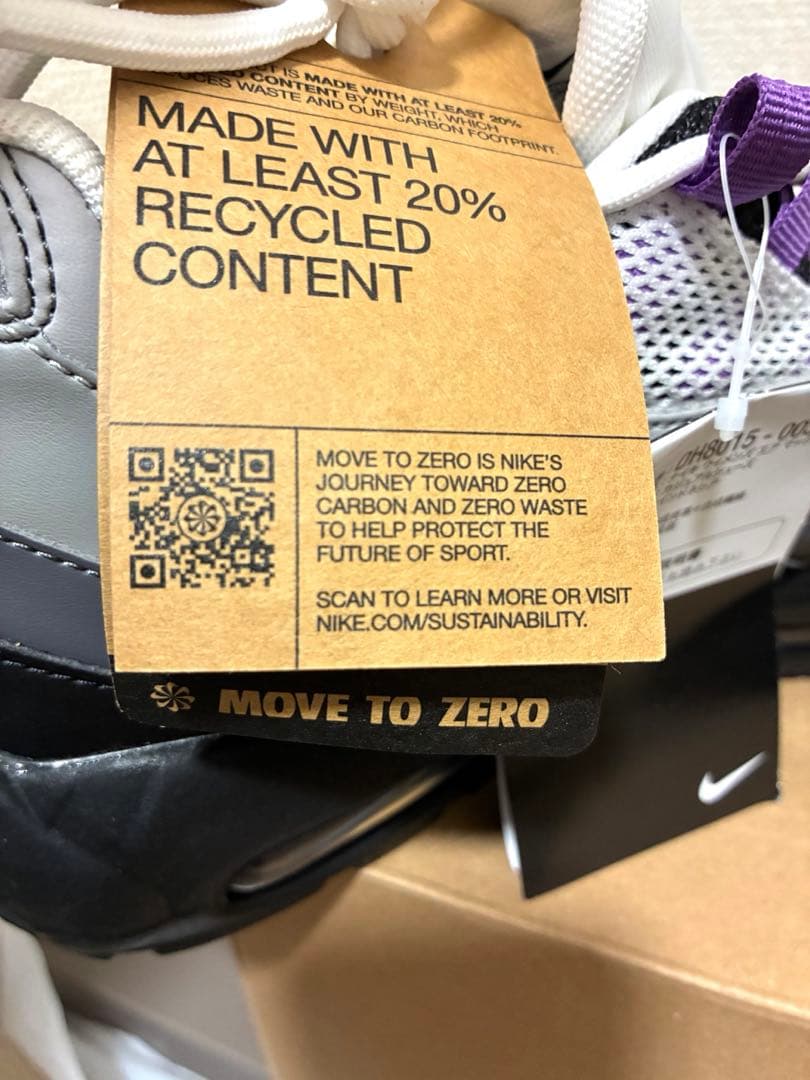 IS MADE WITH AT LEAST 20%
CONTENT BY WEIGHT, WHICH
WASTE AND OUR CARBON FOOTPRINT.
MADE WITH
AT LEAST 20%
RECYCLED
CONTENT
MOVE TO ZERO IS NIKE'S
JOURNEY TOWARD ZERO
CARBON AND ZERO WASTE
TO HELP PROTECT THE
FUTURE OF SPORT.
SCAN TO LEARN MORE OR VISIT
NIKE.COM/SUSTAINABILITY.
MOVE TO ZERO